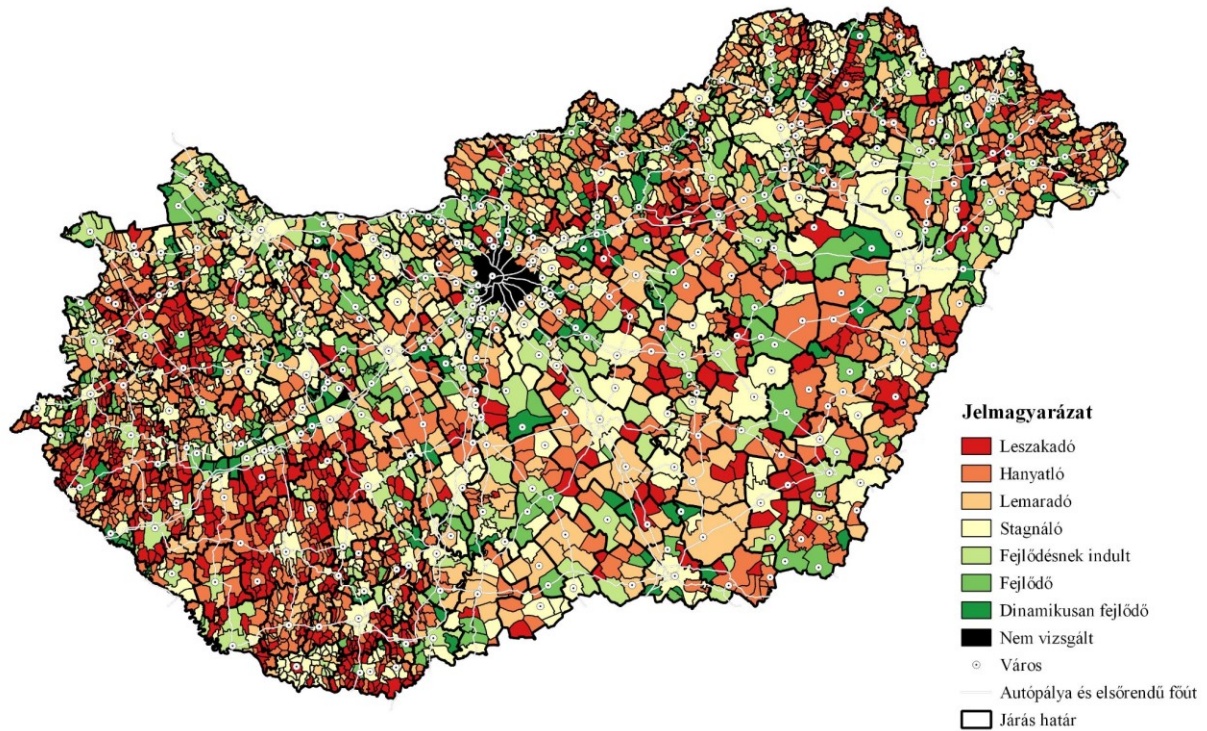 Jelmagyarázat
Leszakadó
Hanyatló
Lemaradó
Stagnáló
Fejlődésnek indult
Fejlődő
Dinamikusan fejlődő
Nem vizsgált
Város
Autópálya és elsőrendű főút
Járás határ